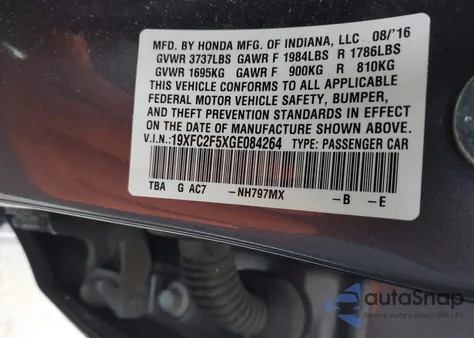 MFD. BY HONDA MFG. OF INDIANA, LLC 08/'16
GVWR 3737LBS GAWR F 1984LBS R 1786LBS
GVWR 1695KG GAWR F 900KG R 810KG
THIS VEHICLE CONFORMS TO ALL APPLICABLE
FEDERAL MOTOR VEHICLE SAFETY, BUMPER,
AND THEFT PREVENTION STANDARDS IN EFFECT
ON THE DATE OF MANUFACTURE SHOWN ABOVE.
V.I.N.:19XFC2F5XGE084264 TYPE: PASSENGER CAR
TBA G AC7 -NH797MX -B -E
autoSnap